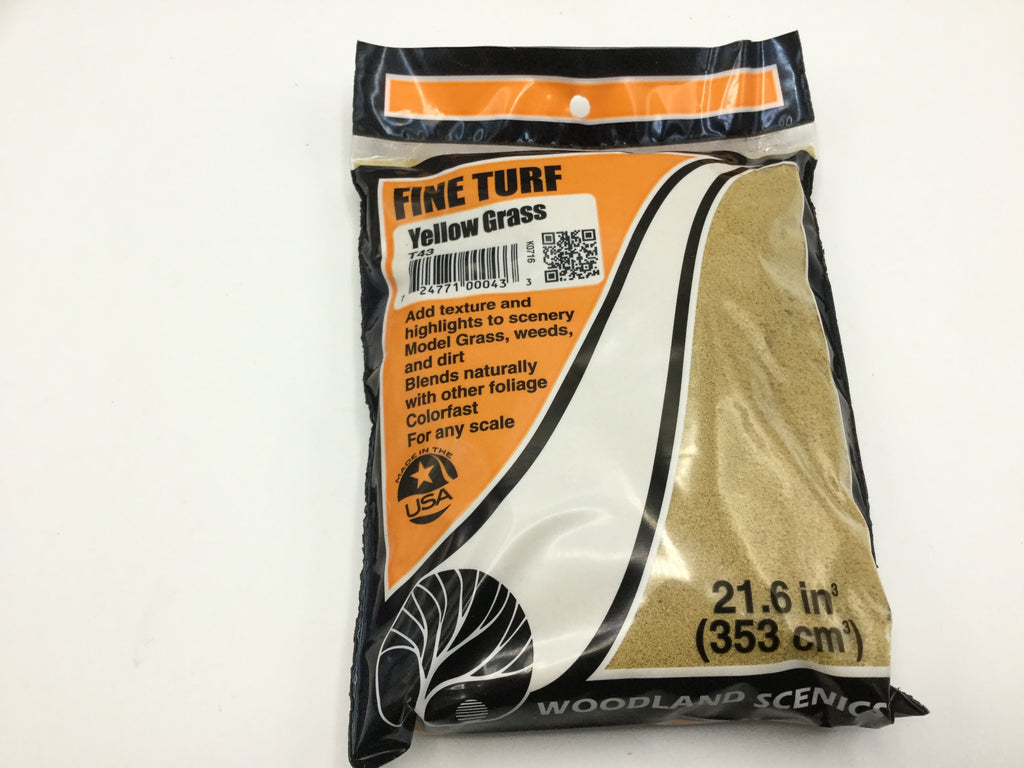 FINE TURF
Yellow Grass
T43
K0716
7 24771 00043 3
Add texture and
highlights to scenery
Model Grass, weeds,
and dirt
Blends naturally
with other foliage
Colorfast
For any scale
MADE IN THE
USA
21.6 in³
(353 cm³)
WOODLAND SCENICS